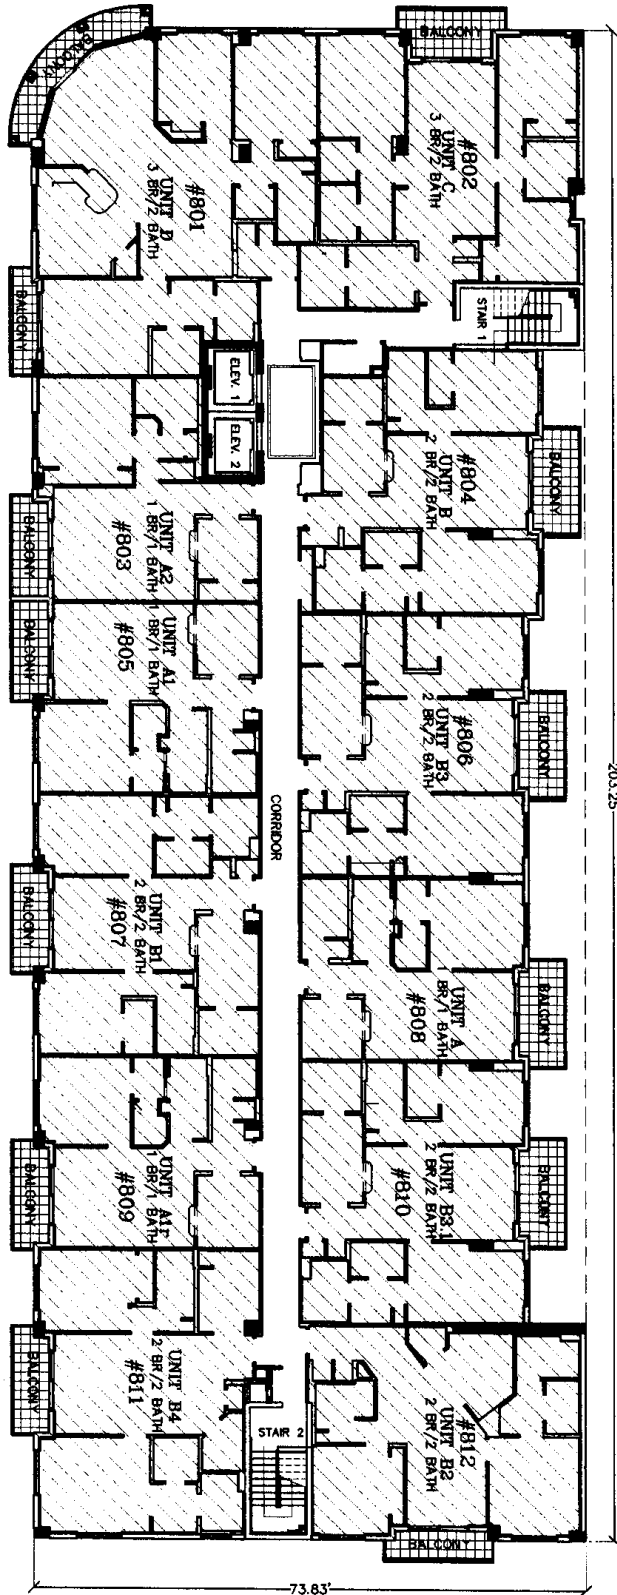 BALCONY
BALCONY
#801
UNIT D
3 BR/2 BATH
#802
UNIT C
3 BR/2 BATH
BALCONY
STAIR 1
ELEV. 1
ELEV. 2
#804
UNIT B
2 BR/2 BATH
BALCONY
BALCONY
UNIT A2
1 BR/1 BATH
#803
BALCONY
UNIT A1
1 BR/1 BATH
#805
#806
UNIT B3
2 BR/2 BATH
BALCONY
203.25'
CORRIDOR
BALCONY
UNIT B1
2 BR/2 BATH
#807
UNIT A
1 BR/1 BATH
#808
BALCONY
BALCONY
UNIT A1
1 BR/1 BATH
#809
UNIT B3.1
2 BR/2 BATH
#810
BALCONY
BALCONY
UNIT B4
2 BR/2 BATH
#811
STAIR 2
#812
UNIT B2
2 BR/2 BATH
BALCONY
73.83'